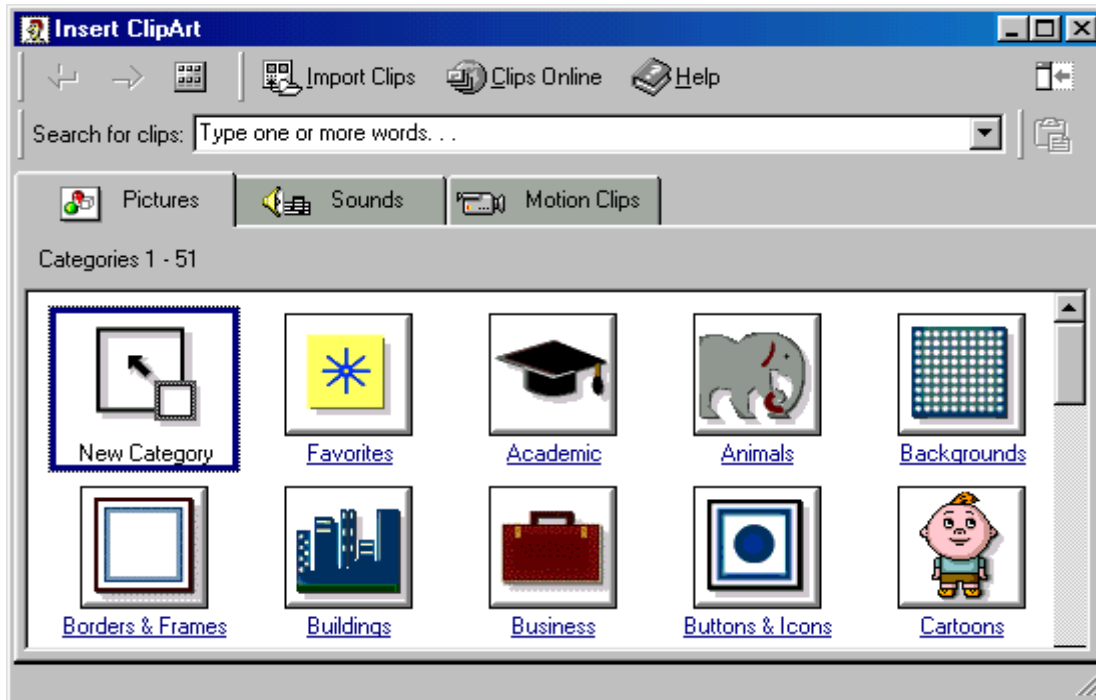 Insert ClipArt
Import Clips Clips Online Help
Search for clips: Type one or more words. . .
Pictures Sounds Motion Clips
Categories 1 - 51
New Category Favorites Academic Animals Backgrounds
Borders & Frames Buildings Business Buttons & Icons Cartoons